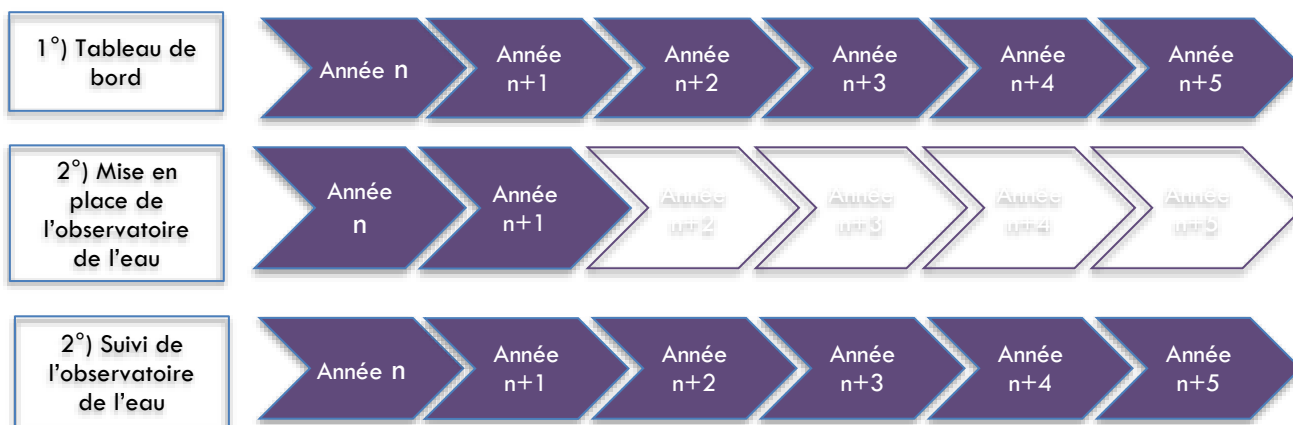 1°) Tableau de
bord
Année n
Année
n+1
Année
n+2
Année
n+3
Année
n+4
Année
n+5
2°) Mise en
place de
l’observatoire
de l’eau
Année
n
Année
n+1
Année
n+2
Année
n+3
Année
n+4
Année
n+5
2°) Suivi de
l’observatoire
de l’eau
Année n
Année
n+1
Année
n+2
Année
n+3
Année
n+4
Année
n+5